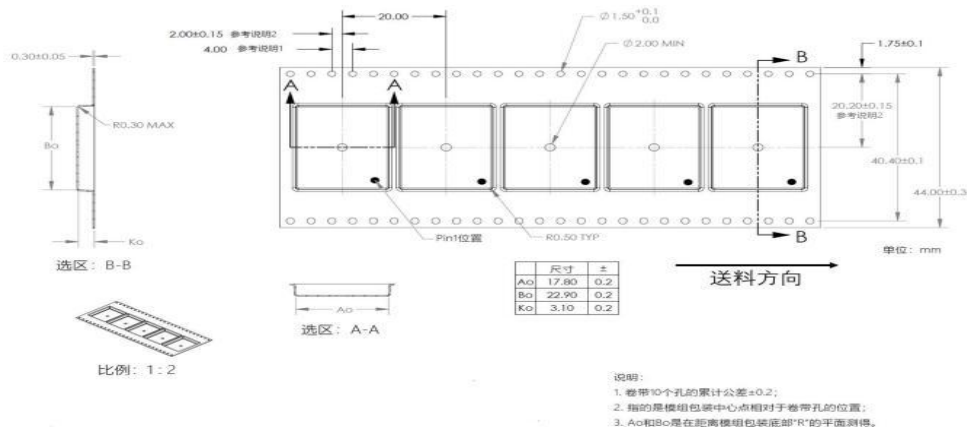 20.00
Ø1.50 +0.1 0.0
2.00±0.15 参考说明2
4.00 参考说明1
Ø2.00 MIN
1.75±0.1
0.30±0.05
B
A
A
R0.30 MAX
20.20±0.15
参考说明2
Bo
40.40±0.1
44.00±0.3
B
Pin1位置
R0.50 TYP
Ko
单位：mm
选区：B-B
送料方向
尺寸 ±
Ao 17.80 0.2
Bo 22.90 0.2
Ko 3.10 0.2
Ao
选区：A-A
比例：1:2
说明：
1. 卷带10个孔的累计公差±0.2；
2. 指的是模组包装中心点相对于卷带孔的位置；
3. Ao和Bo是在距离模组包装底部"R"的平面测得。